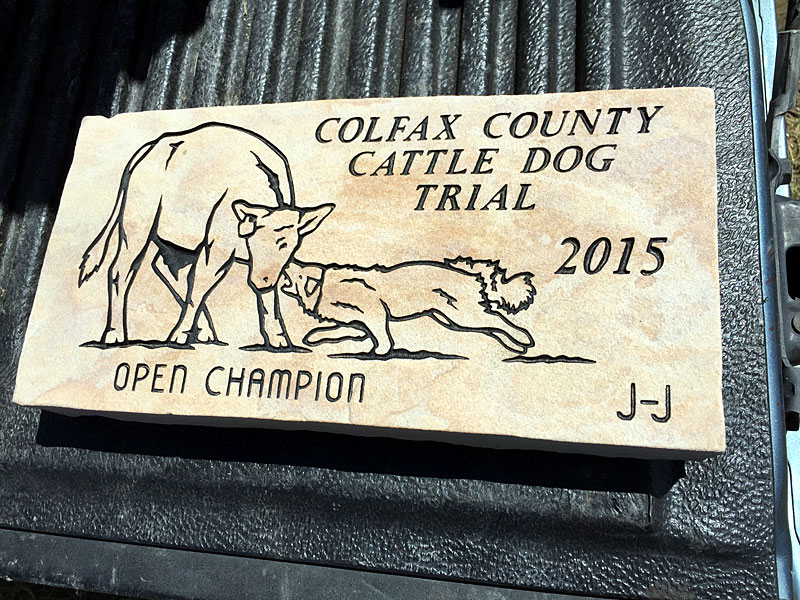 COLFAX COUNTY
CATTLE DOG
TRIAL
2015
OPEN CHAMPION
J-J